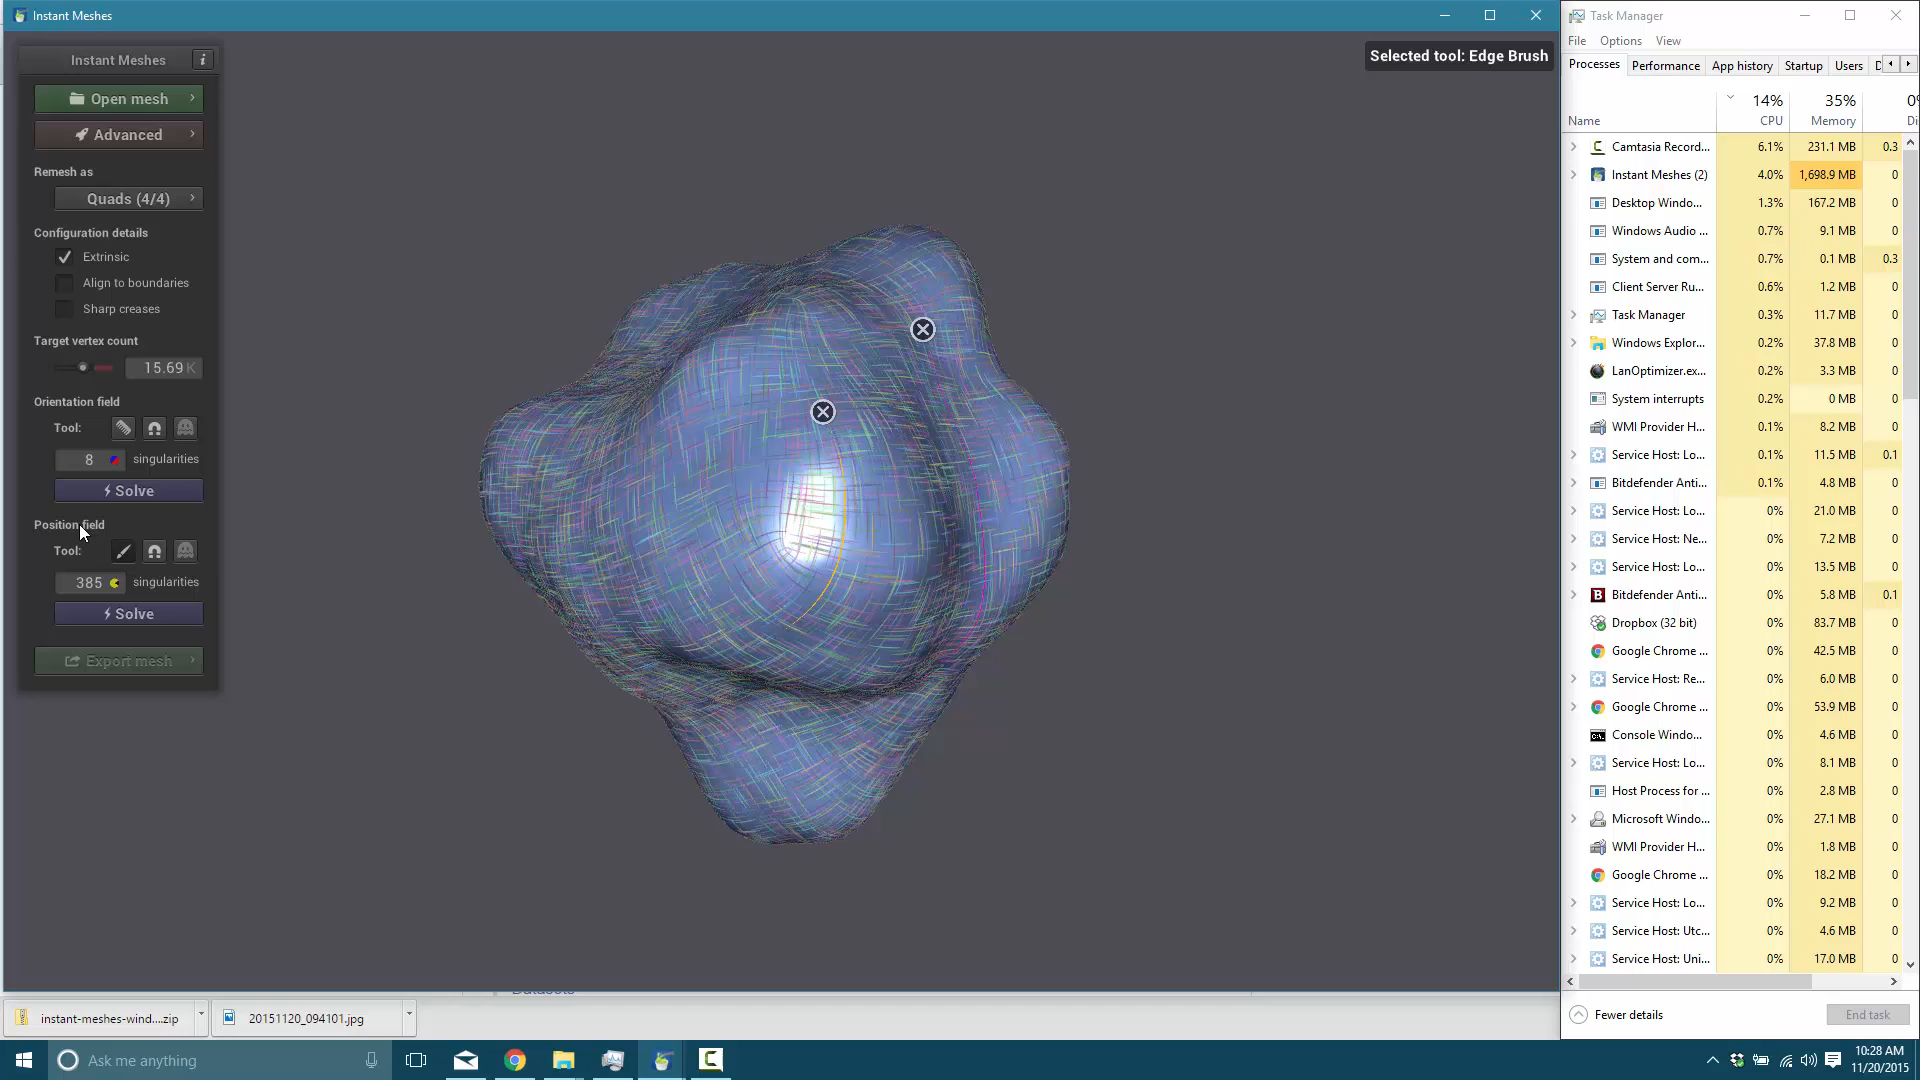 Instant Meshes
Selected tool: Edge Brush
Instant Meshes
i
Open mesh
Advanced
Remesh as
Quads (4/4)
Configuration details
Extrinsic
Align to boundaries
Sharp creases
Target vertex count
15.69 K
Orientation field
Tool:
8 singularities
Solve
Position field
Tool:
385 singularities
Solve
Export mesh
Task Manager
File Options View
Processes Performance App history Startup Users
14% 35% 0%
Name CPU Memory Di
Camtasia Record... 6.1% 231.1 MB 0.3
Instant Meshes (2) 4.0% 1,698.9 MB 0
Desktop Windo... 1.3% 167.2 MB 0
Windows Audio ... 0.7% 9.1 MB 0
System and com... 0.7% 0.1 MB 0.3
Client Server Ru... 0.6% 1.2 MB 0
Task Manager 0.3% 11.7 MB 0
Windows Explor... 0.2% 37.8 MB 0
LanOptimizer.ex... 0.2% 3.3 MB 0
System interrupts 0.2% 0 MB 0
WMI Provider H... 0.1% 8.2 MB 0
Service Host: Lo... 0.1% 11.5 MB 0.1
Bitdefender Anti... 0.1% 4.8 MB 0
Service Host: Lo... 0% 21.0 MB 0
Service Host: Ne... 0% 7.2 MB 0
Service Host: Lo... 0% 13.5 MB 0
Bitdefender Anti... 0% 5.8 MB 0.1
Dropbox (32 bit) 0% 83.7 MB 0
Google Chrome ... 0% 42.5 MB 0
Service Host: Re... 0% 6.0 MB 0
Google Chrome ... 0% 53.9 MB 0
Console Windo... 0% 4.6 MB 0
Service Host: Lo... 0% 8.1 MB 0
Host Process for ... 0% 2.8 MB 0
Microsoft Windo... 0% 27.1 MB 0
WMI Provider H... 0% 1.8 MB 0
Google Chrome ... 0% 18.2 MB 0
Service Host: Lo... 0% 9.2 MB 0
Service Host: Utc... 0% 4.6 MB 0
Service Host: Uni... 0% 17.0 MB 0
Fewer details End task
instant-meshes-wind....zip 20151120_094101.jpg
Ask me anything
10:28 AM
11/20/2015